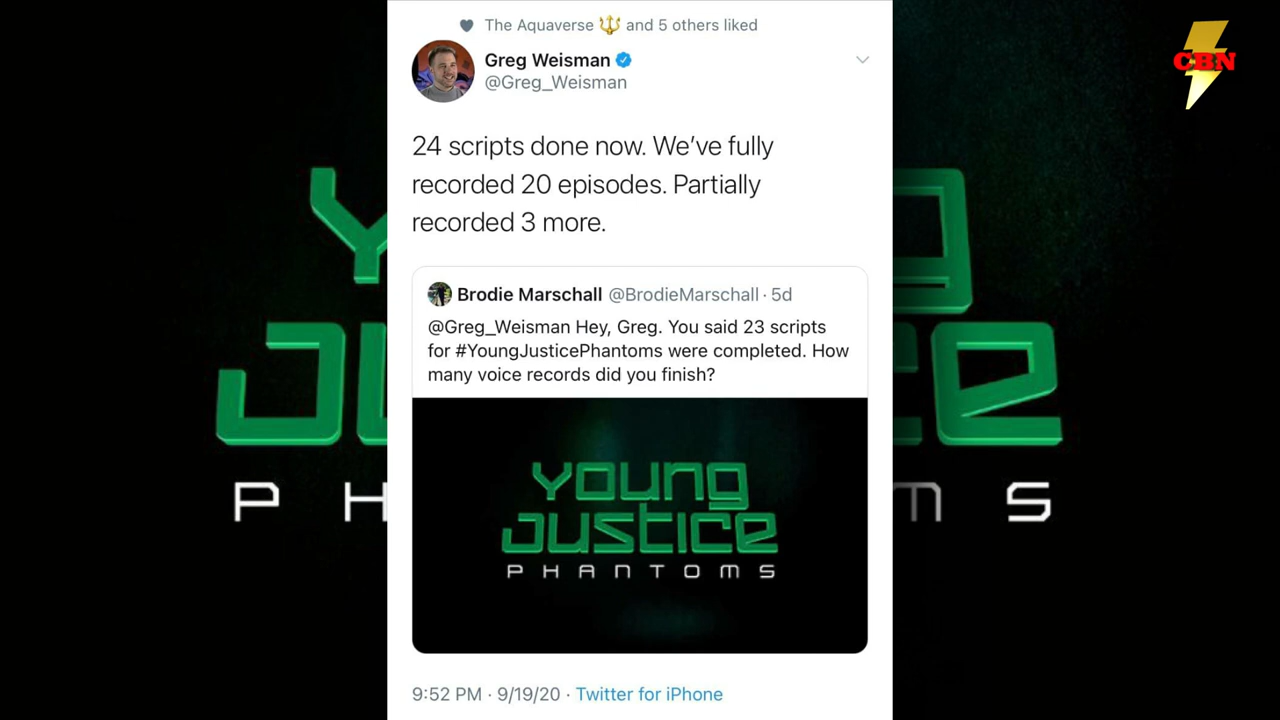 The Aquaverse 🔱 and 5 others liked
CBN
Greg Weisman
@Greg_Weisman
24 scripts done now. We’ve fully
recorded 20 episodes. Partially
recorded 3 more.
Brodie Marschall @BrodieMarschall · 5d
@Greg_Weisman Hey, Greg. You said 23 scripts
for #YoungJusticePhantoms were completed. How
many voice records did you finish?
YOUNG
JUSTICE
PHANTOMS
9:52 PM · 9/19/20 · Twitter for iPhone
Y
g
JU
ce
P H
m S